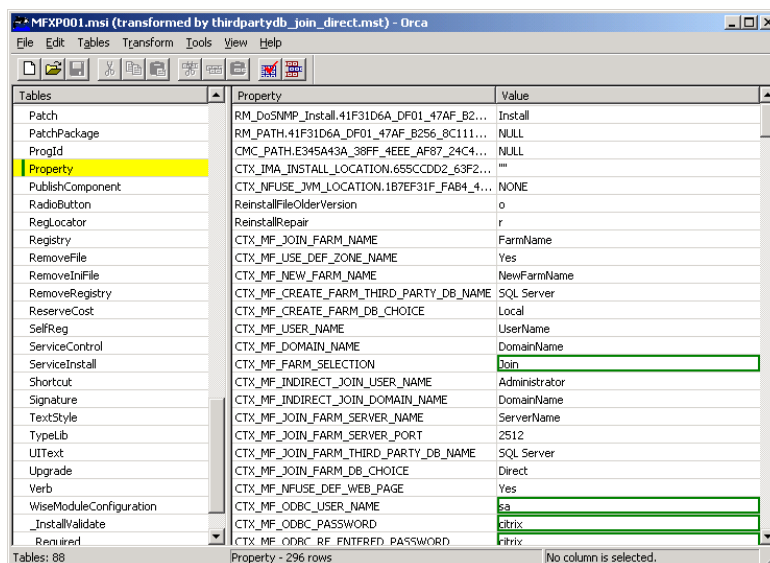 MFXP001.msi (transformed by thirdpartydb_join_direct.mst) - Orca
File Edit Tables Transform Tools View Help
Tables
Property Value
Patch
RM_DoSNMP_Install.41F31D6A_DF01_47AF_B2... Install
PatchPackage
RM_PATH.41F31D6A_DF01_47AF_B256_8C111... NULL
ProgId
CMC_PATH.E345A43A_38FF_4EEE_AF87_24C4... NULL
Property
CTX_IMA_INSTALL_LOCATION.655CCDD2_63F2... ""
PublishComponent
CTX_NFUSE_JVM_LOCATION.1B7EF31F_FAB4_4... NONE
RadioButton
ReinstallFileOlderVersion o
RegLocator
ReinstallRepair r
Registry
CTX_MF_JOIN_FARM_NAME FarmName
RemoveFile
CTX_MF_USE_DEF_ZONE_NAME Yes
RemoveIniFile
CTX_MF_NEW_FARM_NAME NewFarmName
RemoveRegistry
CTX_MF_CREATE_FARM_THIRD_PARTY_DB_NAME SQL Server
ReserveCost
CTX_MF_CREATE_FARM_DB_CHOICE Local
SelfReg
CTX_MF_USER_NAME UserName
ServiceControl
CTX_MF_DOMAIN_NAME DomainName
ServiceInstall
CTX_MF_FARM_SELECTION Join
Shortcut
CTX_MF_INDIRECT_JOIN_USER_NAME Administrator
Signature
CTX_MF_INDIRECT_JOIN_DOMAIN_NAME DomainName
TextStyle
CTX_MF_JOIN_FARM_SERVER_NAME ServerName
TypeLib
CTX_MF_JOIN_FARM_SERVER_PORT 2512
UIText
CTX_MF_JOIN_FARM_THIRD_PARTY_DB_NAME SQL Server
Upgrade
CTX_MF_JOIN_FARM_DB_CHOICE Direct
Verb
CTX_MF_NFUSE_DEF_WEB_PAGE Yes
WiseModuleConfiguration
CTX_MF_ODBC_USER_NAME sa
_InstallValidate
CTX_MF_ODBC_PASSWORD citrix
_Required
CTX_MF_ODBC_RE_ENTERED_PASSWORD citrix
Tables: 88 Property - 296 rows No column is selected.